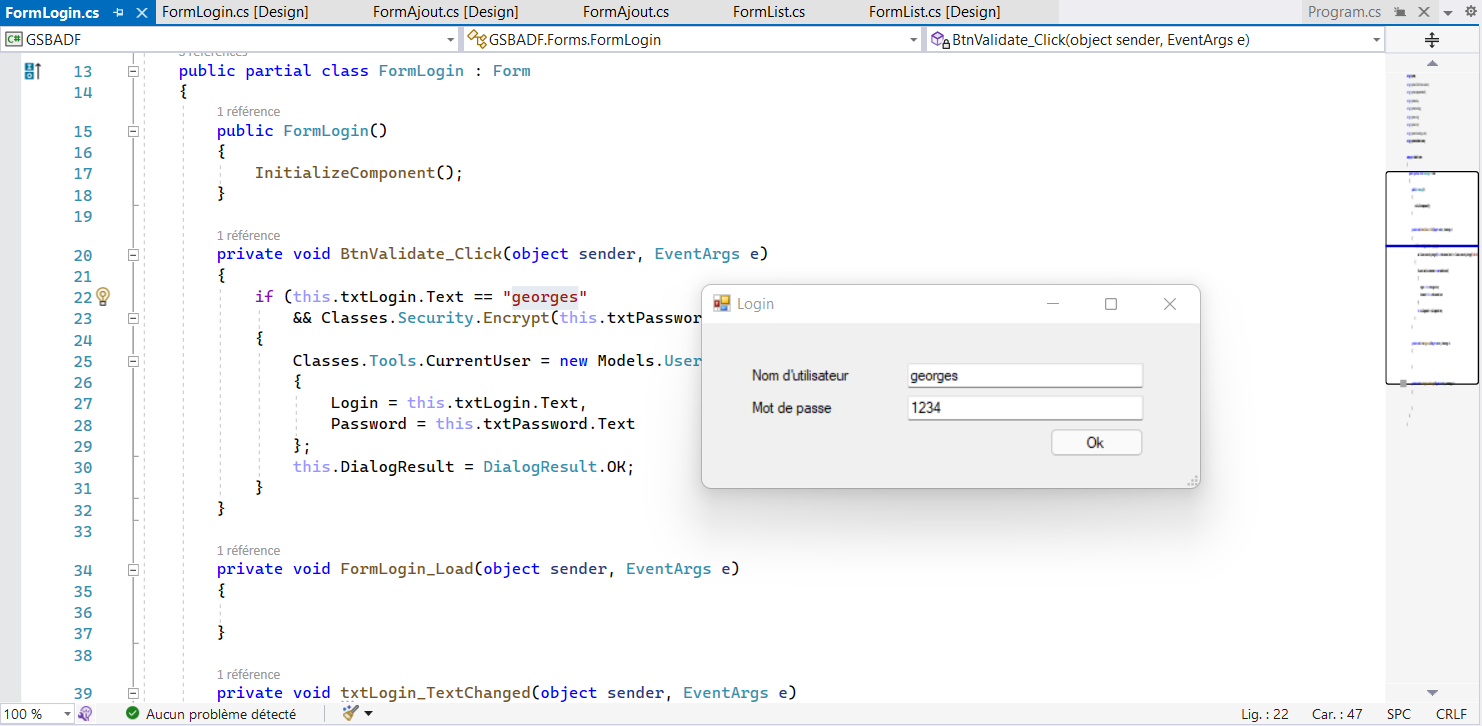 FormLogin.cs FormLogin.cs [Design] FormAjout.cs [Design] FormAjout.cs FormList.cs FormList.cs [Design] Program.cs
C# GSBADF GSBADF.Forms.FormLogin BtnValidate_Click(object sender, EventArgs e)
13 public partial class FormLogin : Form
14 {
1 référence
15 public FormLogin()
16 {
17 InitializeComponent();
18 }
19
1 référence
20 private void BtnValidate_Click(object sender, EventArgs e)
21 {
22 if (this.txtLogin.Text == "georges"
23 && Classes.Security.Encrypt(this.txtPasswor
24 {
25 Classes.Tools.CurrentUser = new Models.User
26 {
27 Login = this.txtLogin.Text,
28 Password = this.txtPassword.Text
29 };
30 this.DialogResult = DialogResult.OK;
31 }
32 }
33
1 référence
34 private void FormLogin_Load(object sender, EventArgs e)
35 {
36
37 }
38
1 référence
39 private void txtLogin_TextChanged(object sender, EventArgs e)
Login
Nom d'utilisateur georges
Mot de passe 1234
Ok
100 % Aucun problème détecté Lig. : 22 Car. : 47 SPC CRLF